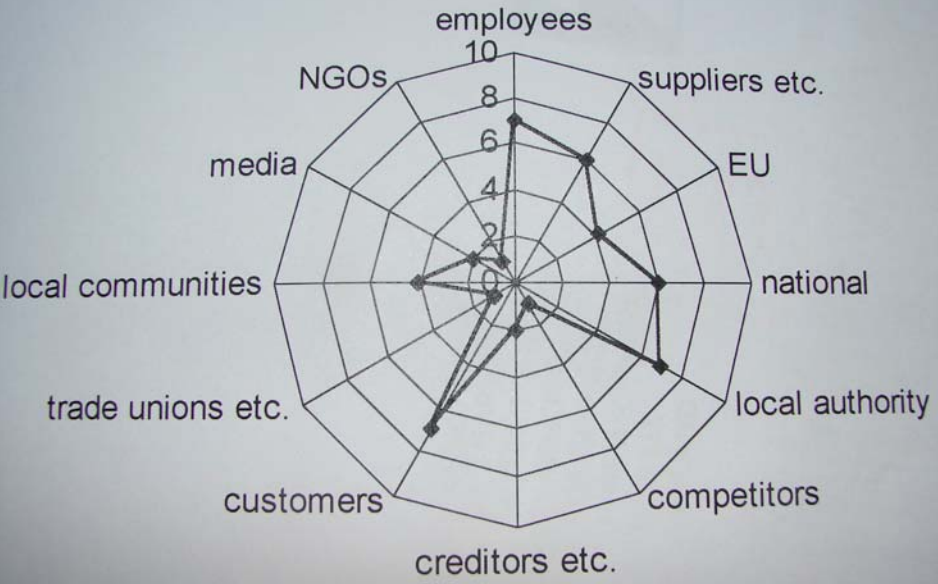 employees
10
NGOs
suppliers etc.
8
6
media
EU
4
2
local communities
0
national
trade unions etc.
local authority
customers
competitors
creditors etc.